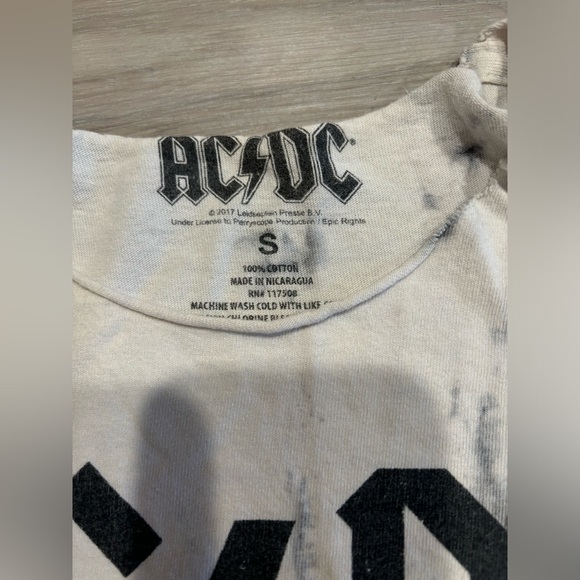 AC⚡DC®
© 2017 Leidseplein Presse B.V.
Under License to Perryscope Production / Epic Rights
S
100% COTTON
MADE IN NICARAGUA
RN# 117508
MACHINE WASH COLD WITH LIKE
CHLORINE